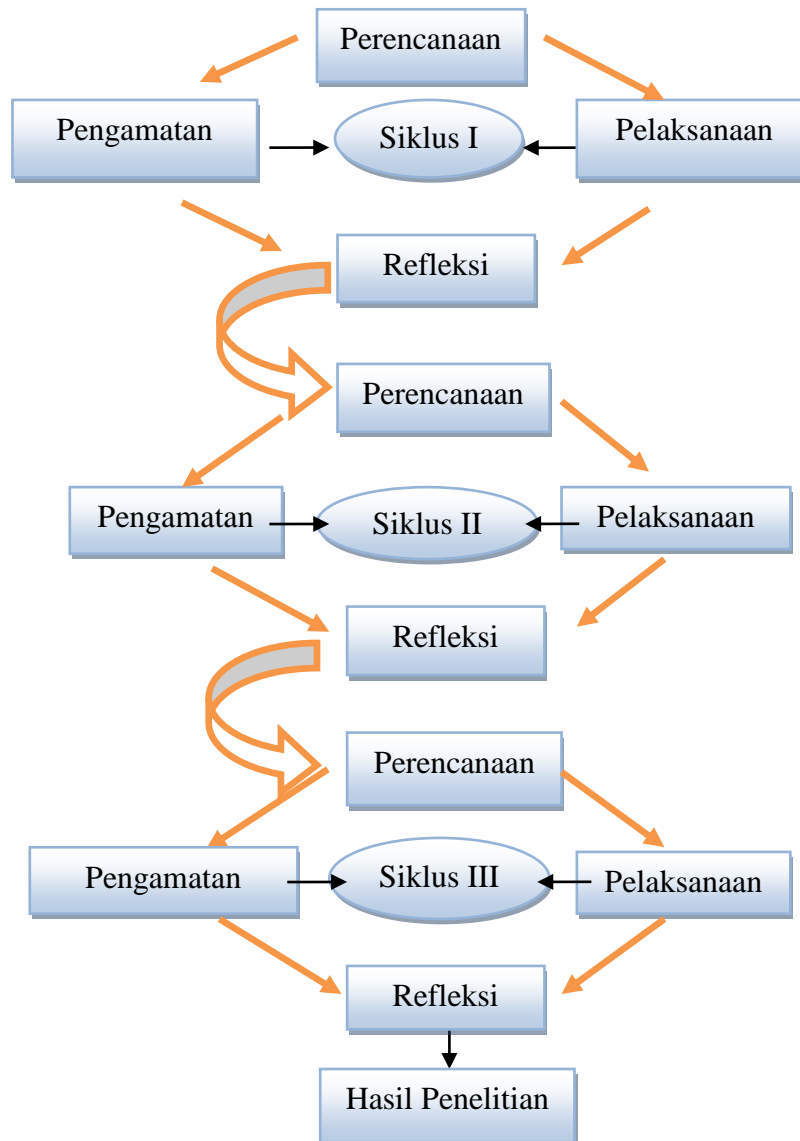 Perencanaan
Pengamatan
Siklus I
Pelaksanaan
Refleksi
Perencanaan
Pengamatan
Siklus II
Pelaksanaan
Refleksi
Perencanaan
Pengamatan
Siklus III
Pelaksanaan
Refleksi
Hasil Penelitian